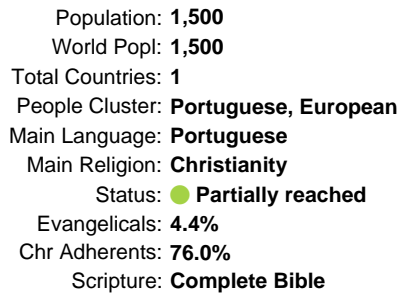 Population: 1,500
World Popl: 1,500
Total Countries: 1
People Cluster: Portuguese, European
Main Language: Portuguese
Main Religion: Christianity
Status: Partially reached
Evangelicals: 4.4%
Chr Adherents: 76.0%
Scripture: Complete Bible